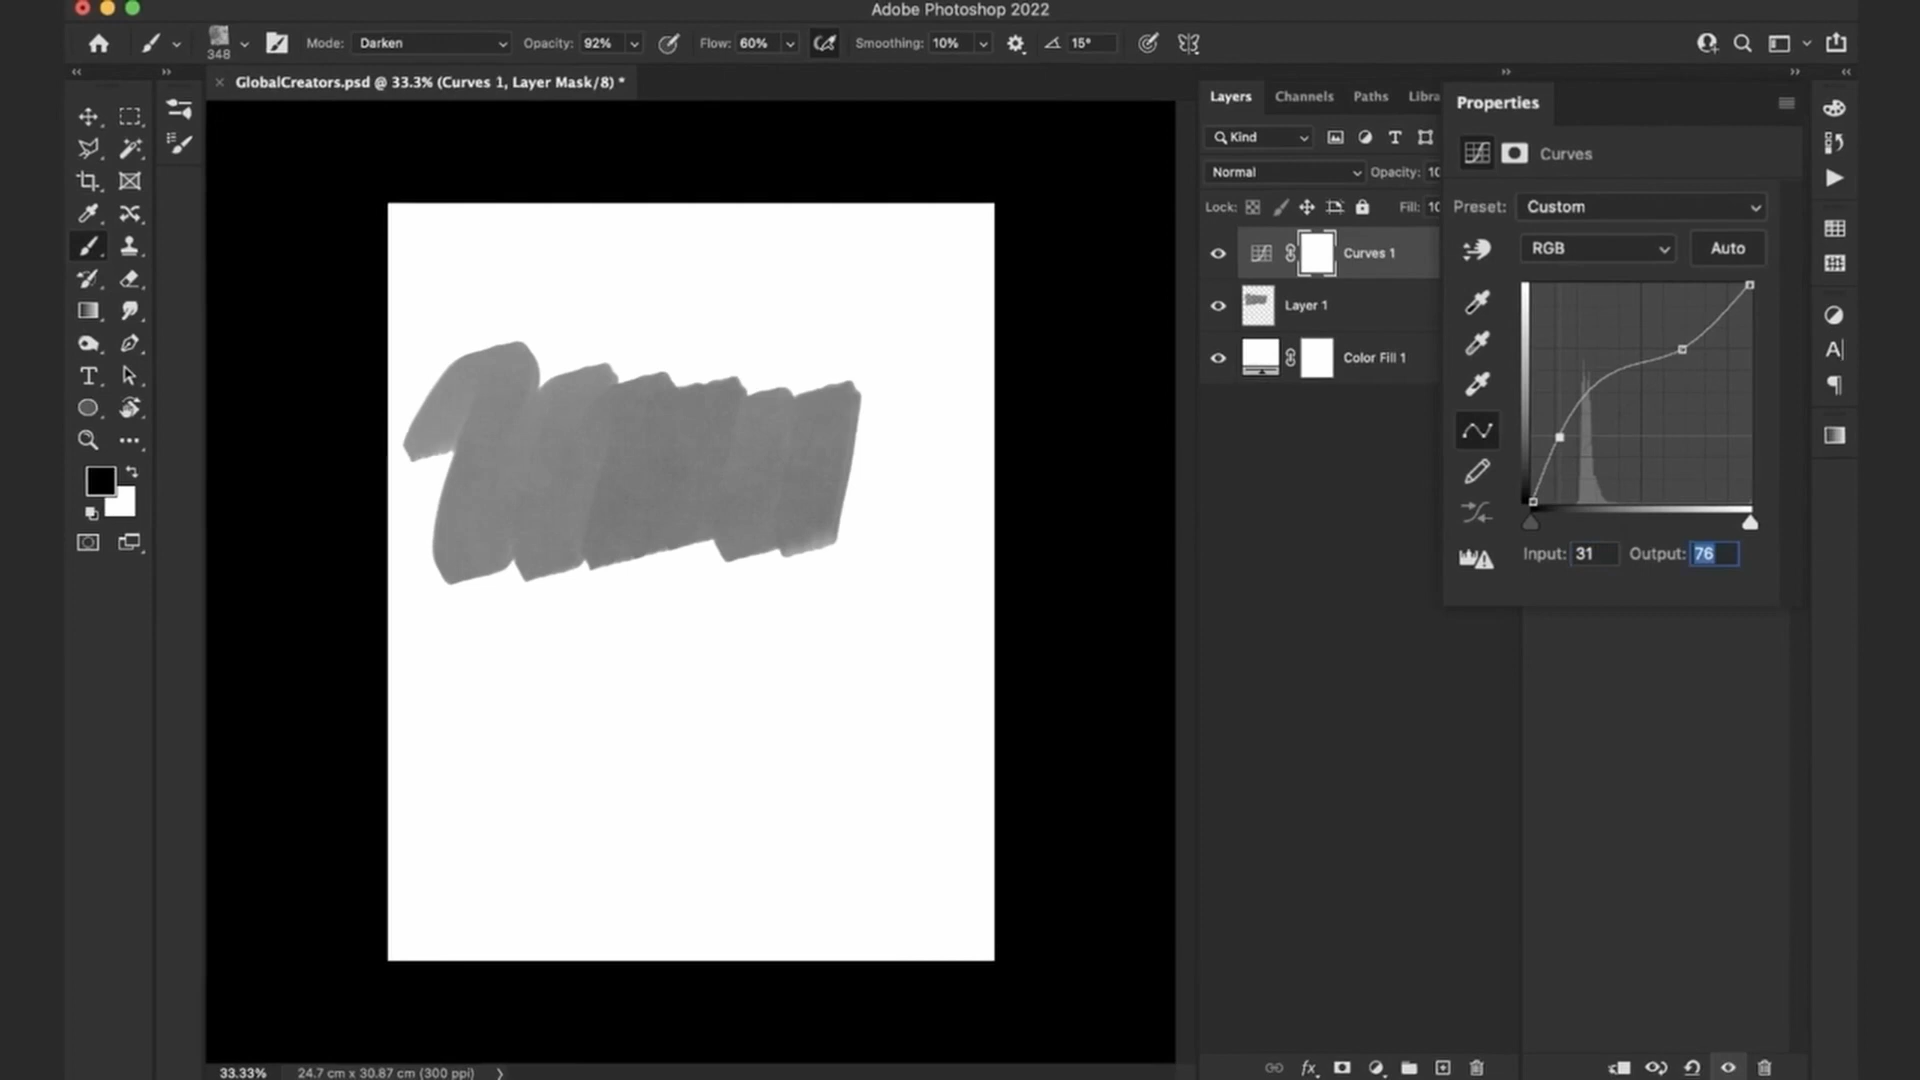 Adobe Photoshop 2022
348
Mode: Darken
Opacity: 92%
Flow: 60%
Smoothing: 10%
15°
GlobalCreators.psd @ 33.3% (Curves 1, Layer Mask/8) *
Layers
Channels
Paths
Libra
Properties
Kind
Curves
Normal
Opacity: 10
Lock:
Fill: 10
Preset: Custom
RGB
Auto
Curves 1
Layer 1
Color Fill 1
Input: 31
Output: 76
33.33%
24.7 cm x 30.87 cm (300 ppi)